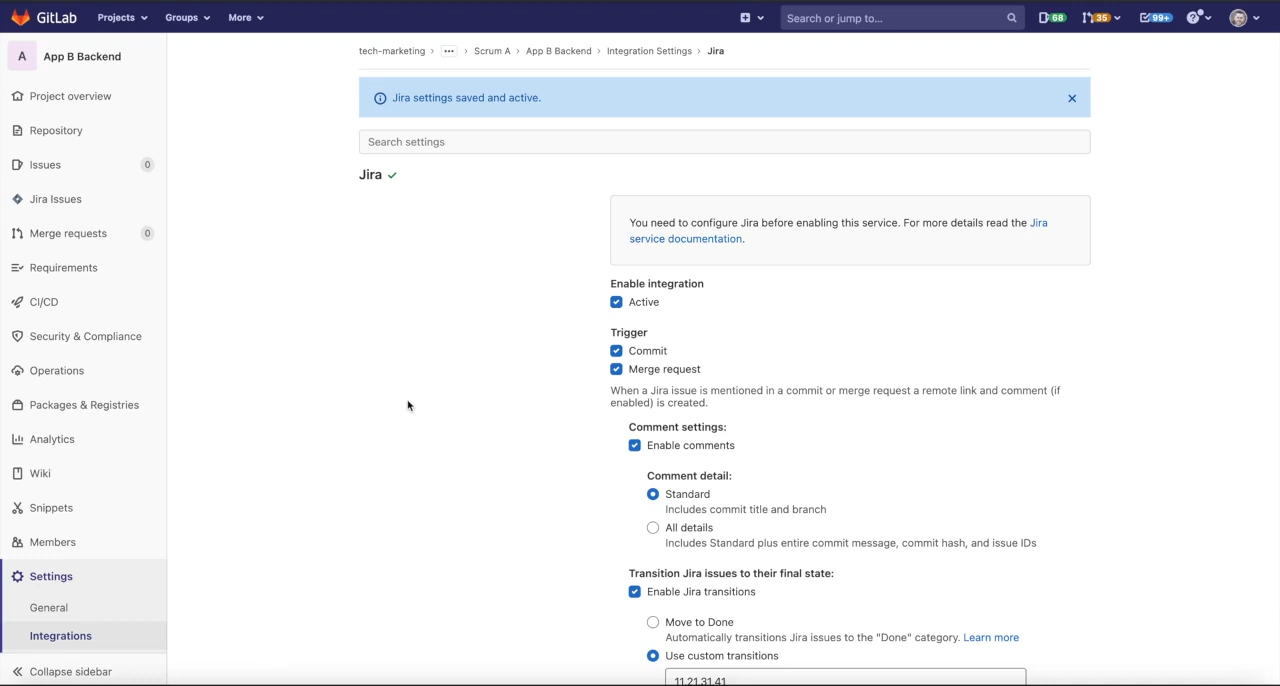 GitLab
Projects
Groups
More
Search or jump to...
68
35
99+
A
App B Backend
Project overview
Repository
Issues
0
Jira Issues
Merge requests
0
Requirements
CI/CD
Security & Compliance
Operations
Packages & Registries
Analytics
Wiki
Snippets
Members
Settings
General
Integrations
Collapse sidebar
tech-marketing › ••• › Scrum A › App B Backend › Integration Settings › Jira
Jira settings saved and active.
Search settings
Jira
You need to configure Jira before enabling this service. For more details read the Jira
service documentation.
Enable integration
Active
Trigger
Commit
Merge request
When a Jira issue is mentioned in a commit or merge request a remote link and comment (if
enabled) is created.
Comment settings:
Enable comments
Comment detail:
Standard
Includes commit title and branch
All details
Includes Standard plus entire commit message, commit hash, and issue IDs
Transition Jira issues to their final state:
Enable Jira transitions
Move to Done
Automatically transitions Jira issues to the "Done" category. Learn more
Use custom transitions
11,21,31,41